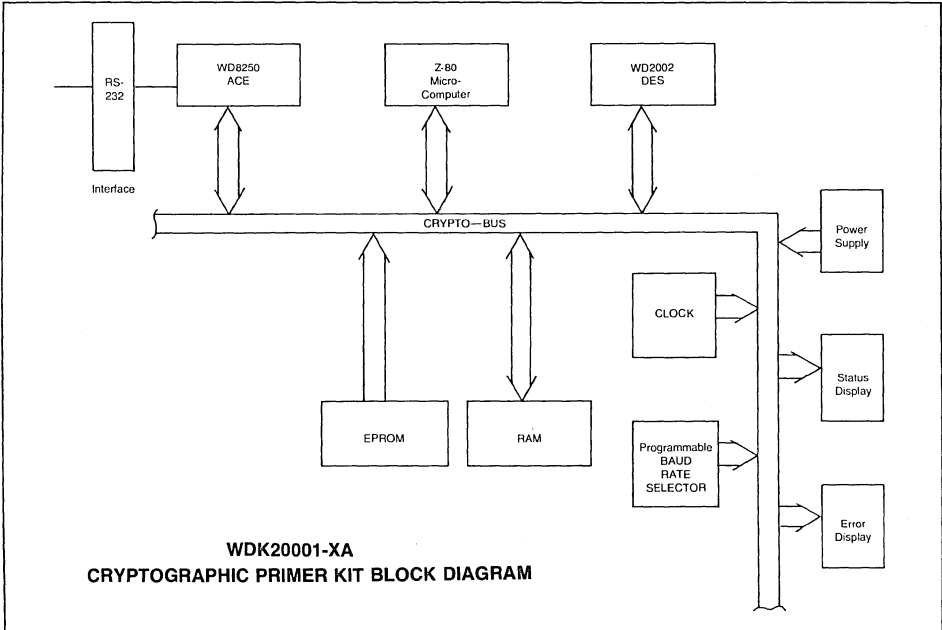 RS-
232
Interface
WD8250
ACE
Z-80
Micro-
Computer
WD2002
DES
CRYPTO—BUS
Power
Supply
CLOCK
Status
Display
EPROM
RAM
Programmable
BAUD
RATE
SELECTOR
Error
Display
WDK20001-XA
CRYPTOGRAPHIC PRIMER KIT BLOCK DIAGRAM